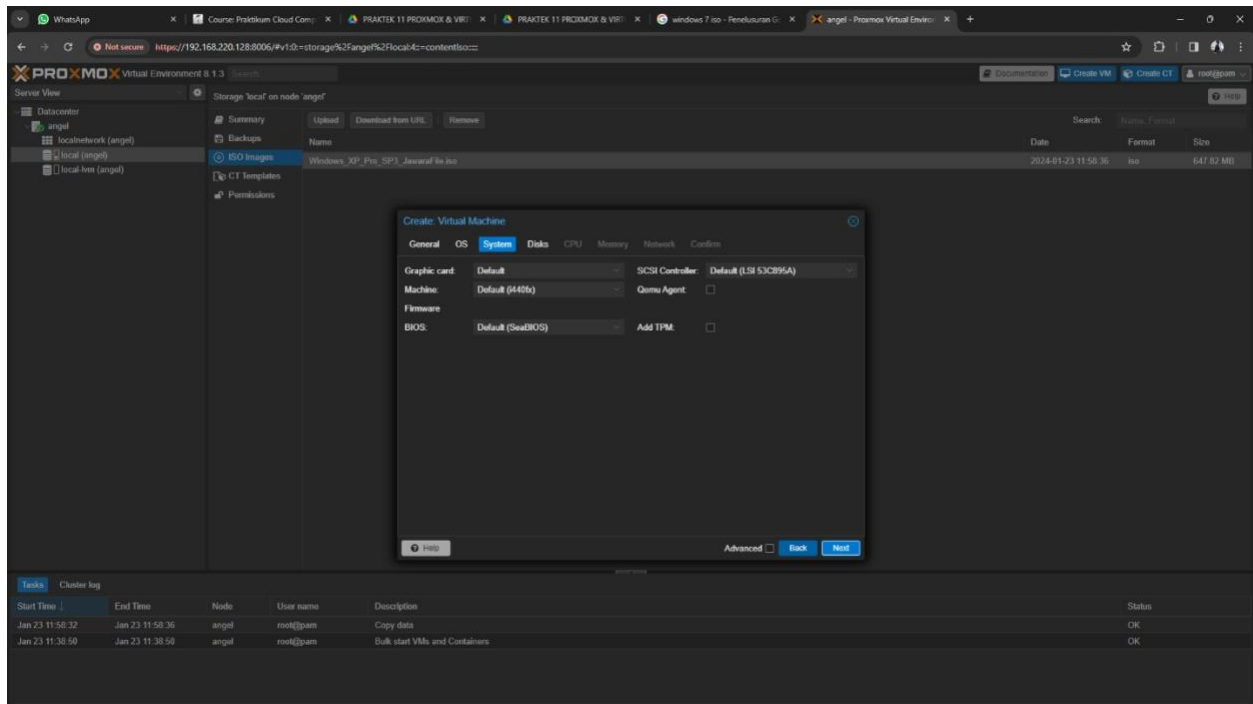 WhatsApp
Course: Praktikum Cloud Comp
PRAKTEK 11 PROXMOX & VIRT
PRAKTEK 11 PROXMOX & VIRT
windows 7 iso - Penelusuran G
angel - Proxmox Virtual Enviro
Not secure https://192.168.220.128:8006/#v1:0:=storage%2Fangel%2Flocal:4:=contentIso::::
PROXMOX Virtual Environment 8.1.3 Search
Documentation Create VM Create CT root@pam
Server View
Storage 'local' on node 'angel'
Help
Datacenter
angel
localnetwork (angel)
local (angel)
local-lvm (angel)
Summary
Backups
ISO Images
CT Templates
Permissions
Upload Download from URL Remove
Search: Name, Format
Name Date Format Size
Windows_XP_Pro_SP3_JawaraFile.iso 2024-01-23 11:58:36 iso 647.82 MB
Create: Virtual Machine
General OS System Disks CPU Memory Network Confirm
Graphic card: Default SCSI Controller: Default (LSI 53C895A)
Machine: Default (i440fx) Qemu Agent:
Firmware
BIOS: Default (SeaBIOS) Add TPM:
Help Advanced Back Next
Tasks Cluster log
Start Time End Time Node User name Description Status
Jan 23 11:58:32 Jan 23 11:58:36 angel root@pam Copy data OK
Jan 23 11:38:50 Jan 23 11:38:50 angel root@pam Bulk start VMs and Containers OK